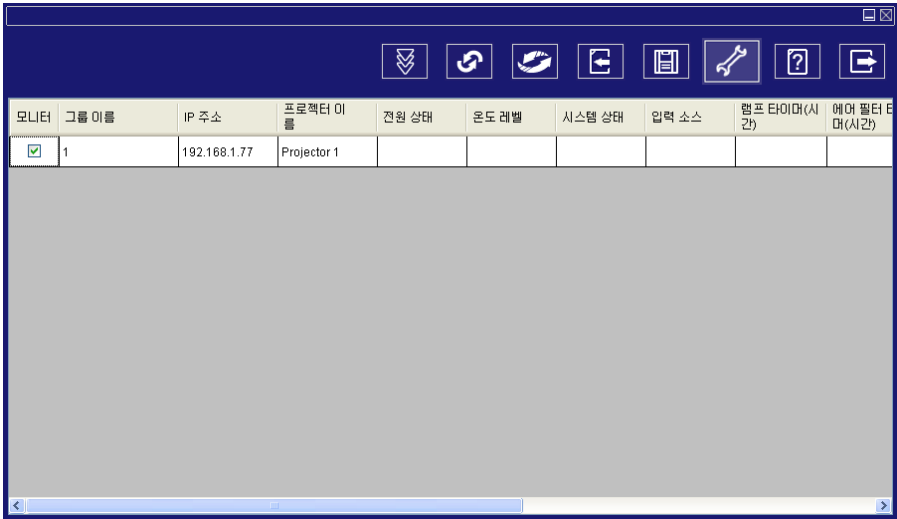 모니터 그룹 이름 IP 주소 프로젝터 이 전원 상태 온도 레벨 시스템 상태 입력 소스 램프 타이머(시 에어 필터 E
름 간) 머(시간)
1 192.168.1.77 Projector 1